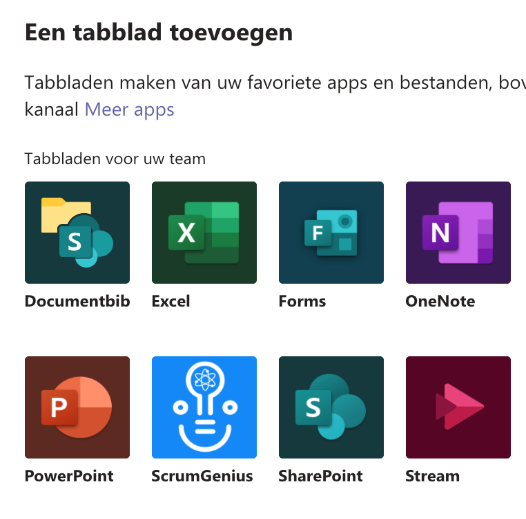 Een tabblad toevoegen
Tabbladen maken van uw favoriete apps en bestanden, bov
kanaal Meer apps
Tabbladen voor uw team
S X F N
Documentbib Excel Forms OneNote
P S
PowerPoint ScrumGenius SharePoint Stream